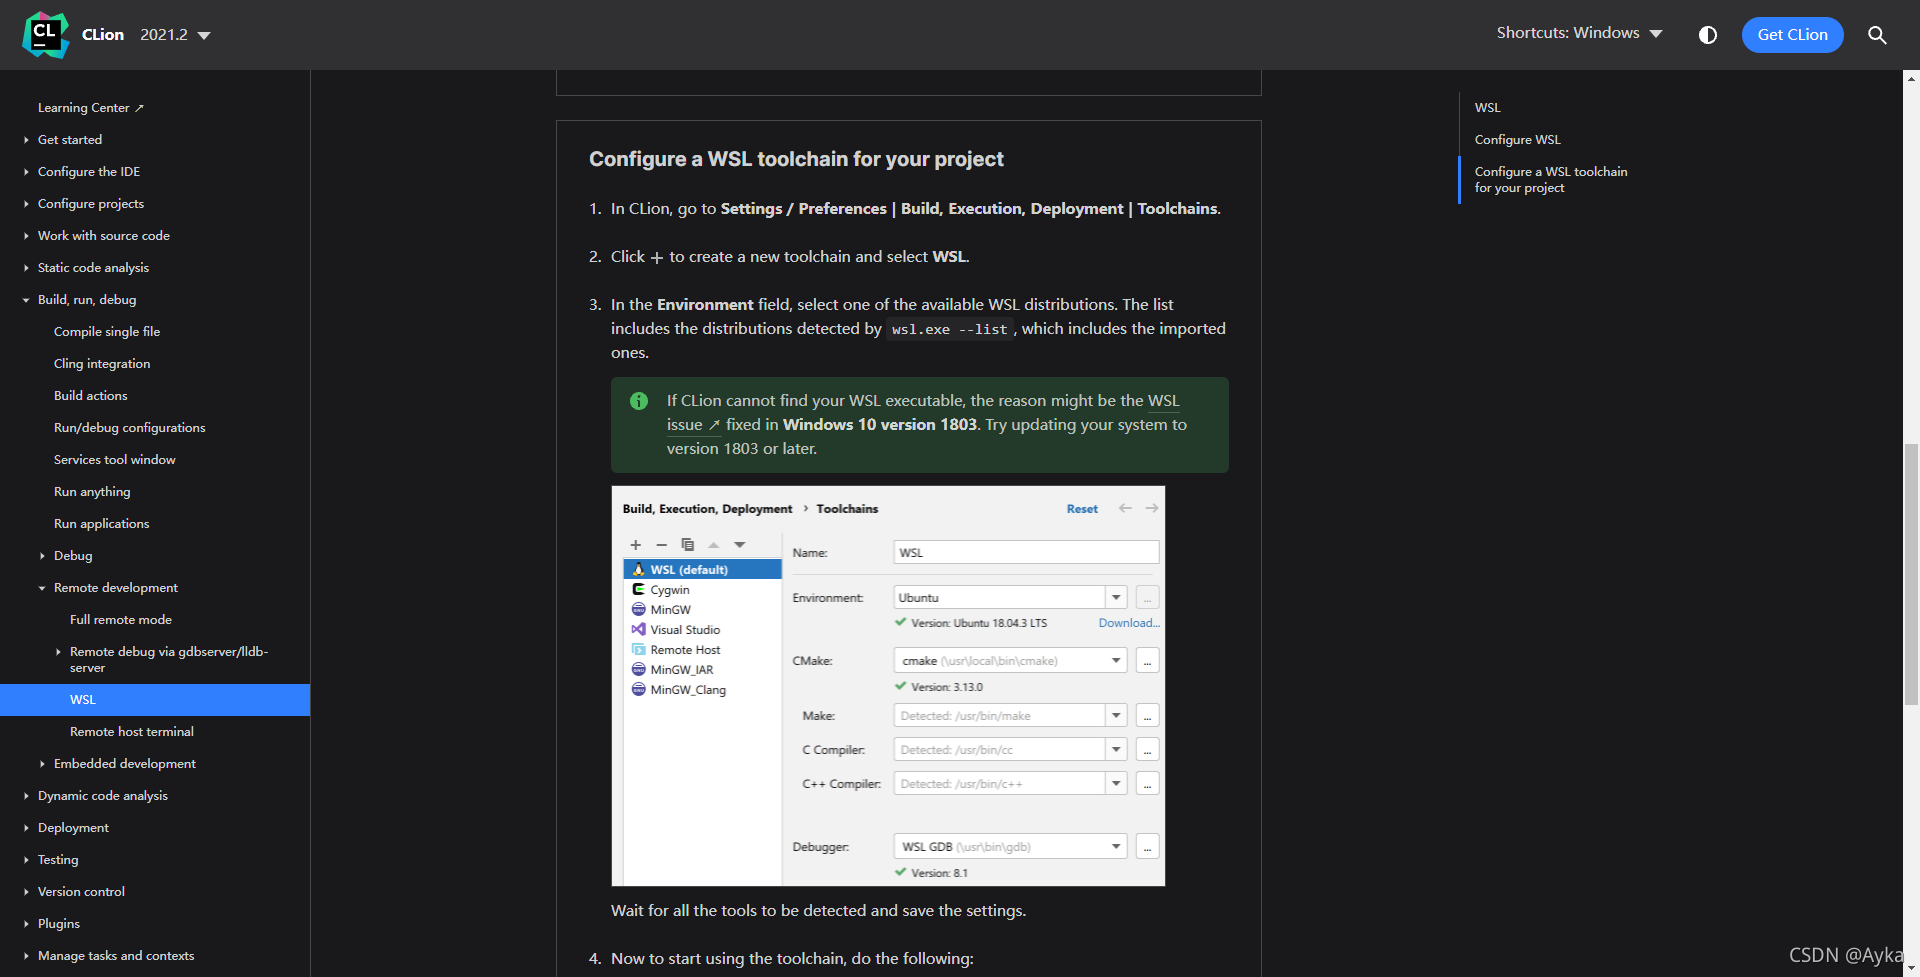 CL
CLion 2021.2
Shortcuts: Windows
Get CLion
Learning Center ↗
Get started
Configure the IDE
Configure projects
Work with source code
Static code analysis
Build, run, debug
Compile single file
Cling integration
Build actions
Run/debug configurations
Services tool window
Run anything
Run applications
Debug
Remote development
Full remote mode
Remote debug via gdbserver/lldb-
server
WSL
Remote host terminal
Embedded development
Dynamic code analysis
Deployment
Testing
Version control
Plugins
Manage tasks and contexts
Configure a WSL toolchain for your project
1. In CLion, go to Settings / Preferences | Build, Execution, Deployment | Toolchains.
2. Click + to create a new toolchain and select WSL.
3. In the Environment field, select one of the available WSL distributions. The list
includes the distributions detected by wsl.exe --list, which includes the imported
ones.
If CLion cannot find your WSL executable, the reason might be the WSL
issue ↗ fixed in Windows 10 version 1803. Try updating your system to
version 1803 or later.
Build, Execution, Deployment › Toolchains
Reset
WSL (default)
Cygwin
MinGW
Visual Studio
Remote Host
MinGW_IAR
MinGW_Clang
Name: WSL
Environment: Ubuntu ...
Version: Ubuntu 18.04.3 LTS Download...
CMake: cmake (\usr\local\bin\cmake) ...
Version: 3.13.0
Make: Detected: /usr/bin/make ...
C Compiler: Detected: /usr/bin/cc ...
C++ Compiler: Detected: /usr/bin/c++ ...
Debugger: WSL GDB (\usr\bin\gdb) ...
Version: 8.1
Wait for all the tools to be detected and save the settings.
4. Now to start using the toolchain, do the following:
WSL
Configure WSL
Configure a WSL toolchain
for your project
CSDN @Ayka